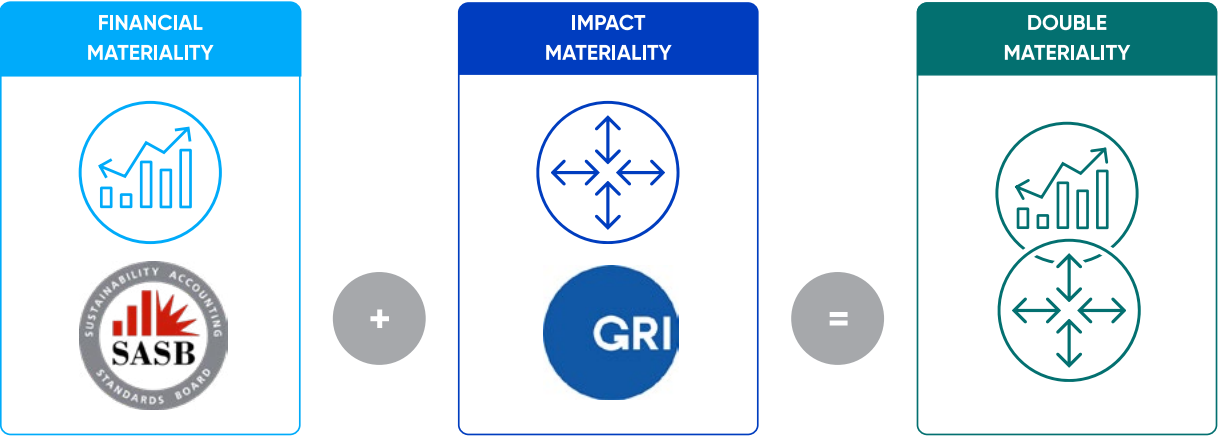 FINANCIAL
MATERIALITY
SUSTAINABILITY ACCOUNTING
SASB
STANDARDS BOARD
+
IMPACT
MATERIALITY
GRI
=
DOUBLE
MATERIALITY